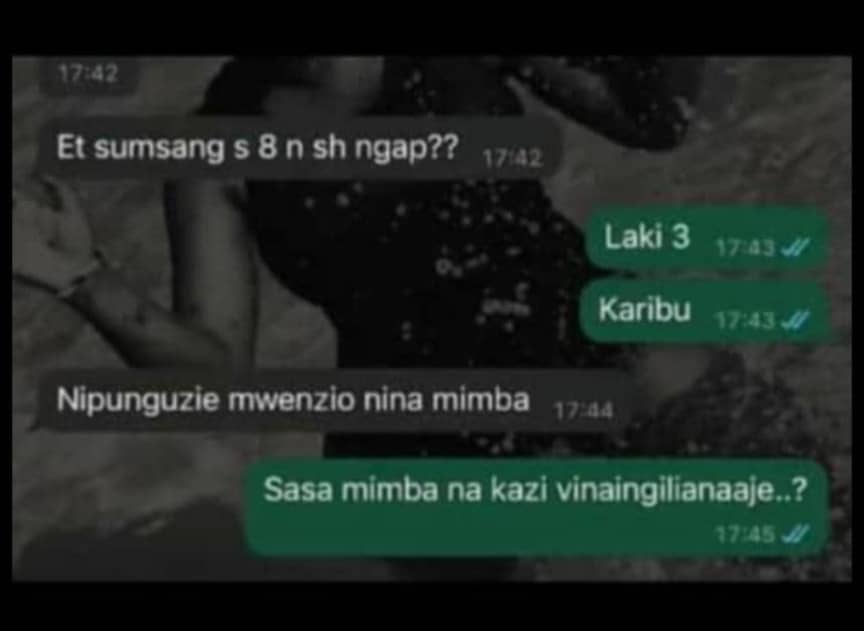 17:42
Et sumsang s 8 n sh ngap?? 17:42
Laki 3 17:43
Karibu 17:43
Nipunguzie mwenzio nina mimba 17:44
Sasa mimba na kazi vinaingilianaaje..?
17:45